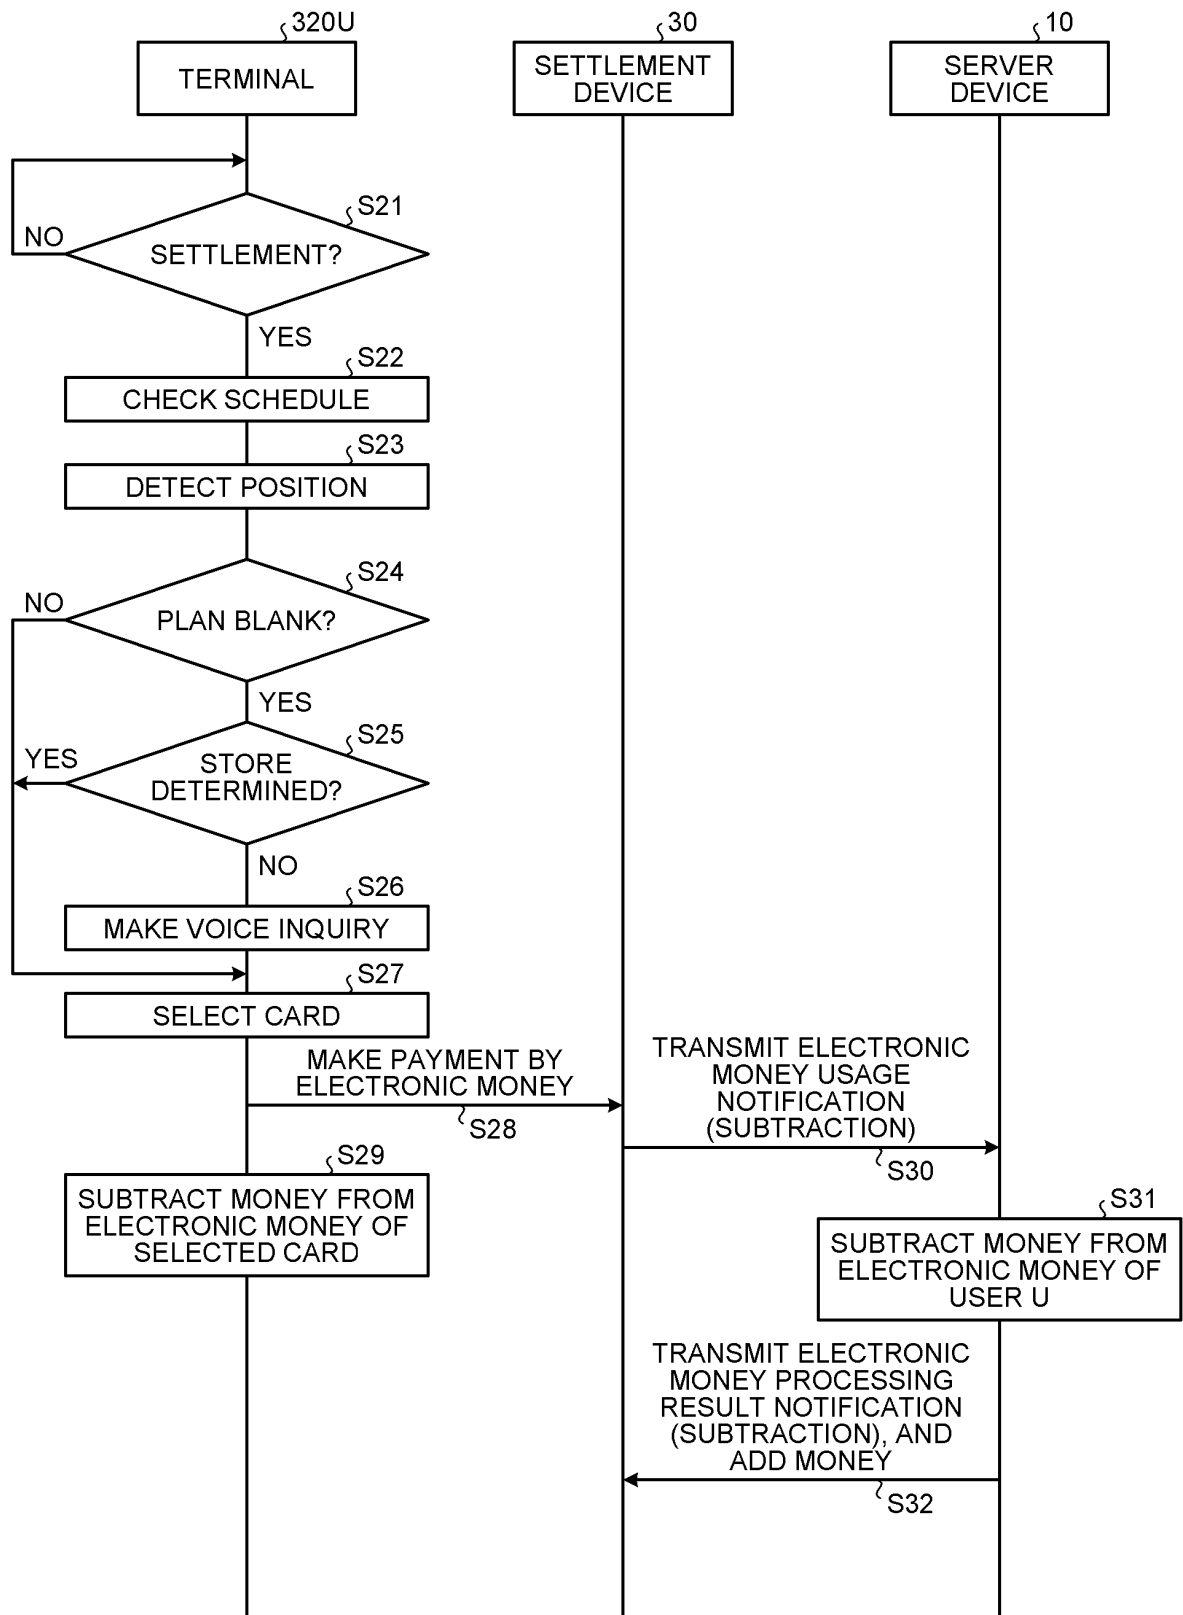 320U
30
10
TERMINAL
SETTLEMENT
DEVICE
SERVER
DEVICE
S21
NO
SETTLEMENT?
YES
S22
CHECK SCHEDULE
S23
DETECT POSITION
S24
NO
PLAN BLANK?
YES
S25
YES
STORE
DETERMINED?
NO
S26
MAKE VOICE INQUIRY
S27
SELECT CARD
MAKE PAYMENT BY
ELECTRONIC MONEY
S28
TRANSMIT ELECTRONIC
MONEY USAGE
NOTIFICATION
(SUBTRACTION)
S30
S29
SUBTRACT MONEY FROM
ELECTRONIC MONEY OF
SELECTED CARD
S31
SUBTRACT MONEY FROM
ELECTRONIC MONEY OF
USER U
TRANSMIT ELECTRONIC
MONEY PROCESSING
RESULT NOTIFICATION
(SUBTRACTION), AND
ADD MONEY
S32